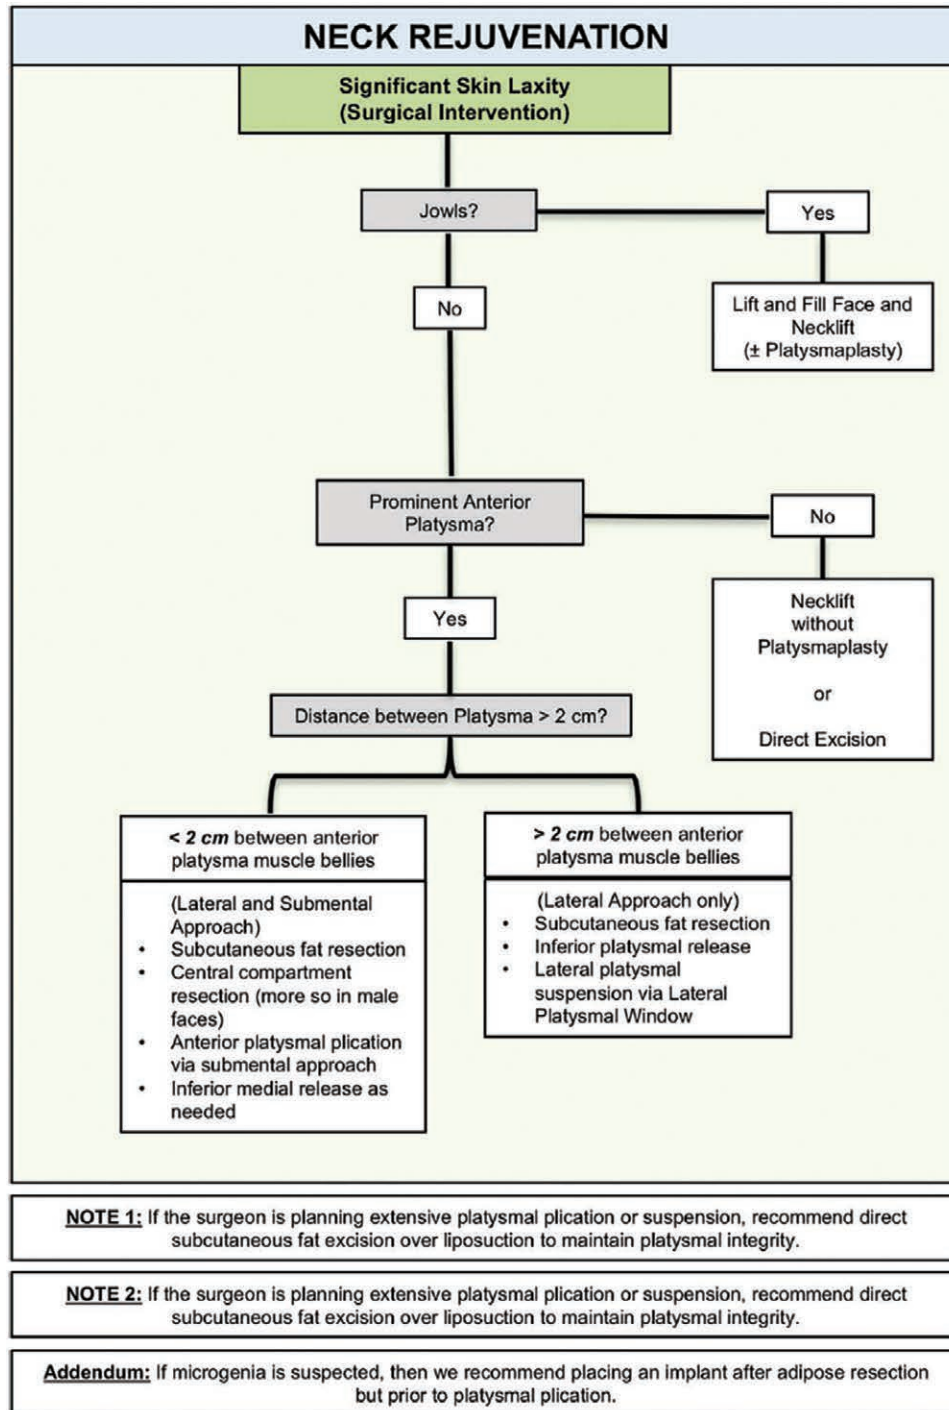 NECK REJUVENATION
Significant Skin Laxity
(Surgical Intervention)
Jowls?
Yes
No
Lift and Fill Face and
Necklift
(± Platysmaplasty)
Prominent Anterior
Platysma?
No
Yes
Necklift
without
Platysmaplasty
or
Direct Excision
Distance between Platysma > 2 cm?
< 2 cm between anterior
platysma muscle bellies
(Lateral and Submental
Approach)
• Subcutaneous fat resection
• Central compartment
resection (more so in male
faces)
• Anterior platysmal plication
via submental approach
• Inferior medial release as
needed
> 2 cm between anterior
platysma muscle bellies
(Lateral Approach only)
• Subcutaneous fat resection
• Inferior platysmal release
• Lateral platysmal
suspension via Lateral
Platysmal Window
NOTE 1: If the surgeon is planning extensive platysmal plication or suspension, recommend direct
subcutaneous fat excision over liposuction to maintain platysmal integrity.
NOTE 2: If the surgeon is planning extensive platysmal plication or suspension, recommend direct
subcutaneous fat excision over liposuction to maintain platysmal integrity.
Addendum: If microgenia is suspected, then we recommend placing an implant after adipose resection
but prior to platysmal plication.